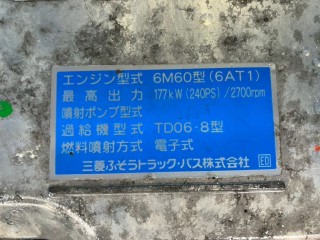 エンジン型式 6M60型(6AT1)
最高出力 177kW(240PS)/2700rpm
噴射ポンプ型式
過給機型式 TD06-8型
燃料噴射方式 電子式
三菱ふそうトラック・バス株式会社 ED